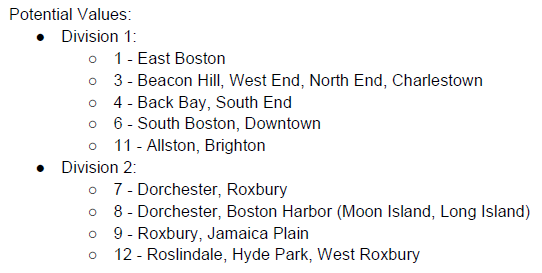 Potential Values:
● Division 1:
○ 1 - East Boston
○ 3 - Beacon Hill, West End, North End, Charlestown
○ 4 - Back Bay, South End
○ 6 - South Boston, Downtown
○ 11 - Allston, Brighton
● Division 2:
○ 7 - Dorchester, Roxbury
○ 8 - Dorchester, Boston Harbor (Moon Island, Long Island)
○ 9 - Roxbury, Jamaica Plain
○ 12 - Roslindale, Hyde Park, West Roxbury